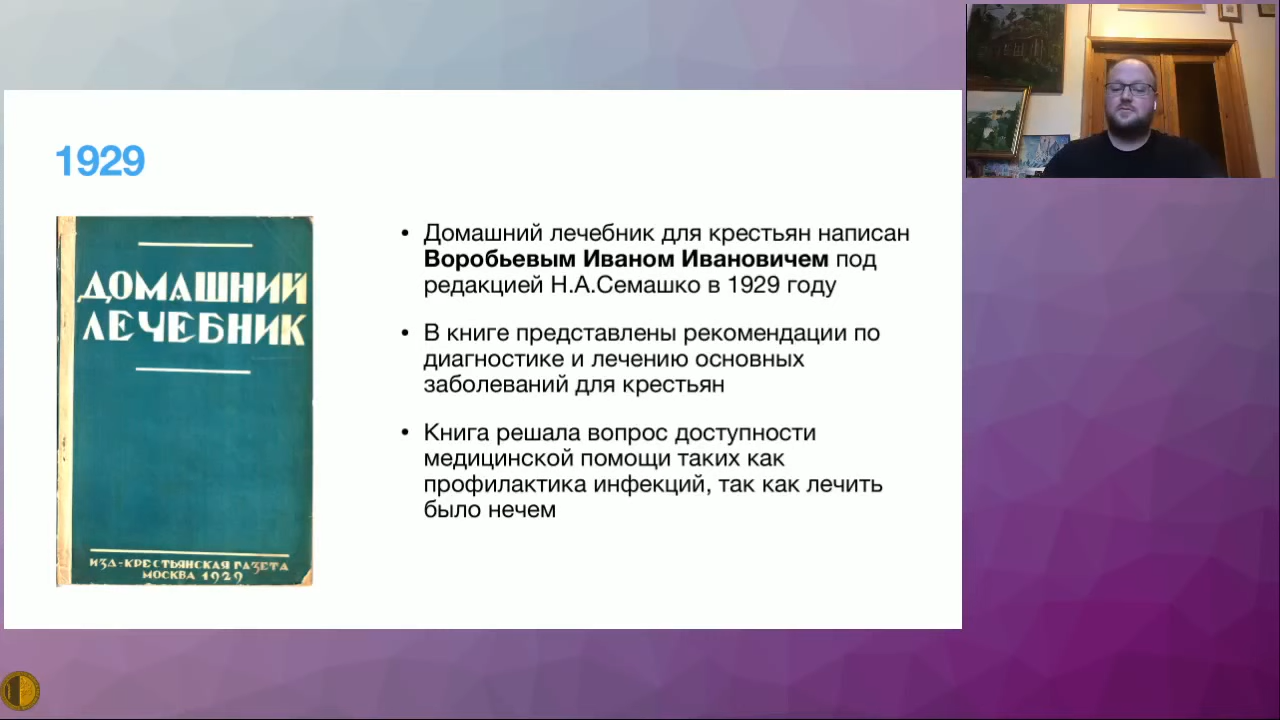 1929
ДОМАШНИЙ
ЛЕЧЕБНИК
ИЗД-КРЕСТЬЯНСКАЯ ГАЗЕТА
МОСКВА 1929
• Домашний лечебник для крестьян написан
Воробьевым Иваном Ивановичем под
редакцией Н.А.Семашко в 1929 году
• В книге представлены рекомендации по
диагностике и лечению основных
заболеваний для крестьян
• Книга решала вопрос доступности
медицинской помощи таких как
профилактика инфекций, так как лечить
было нечем